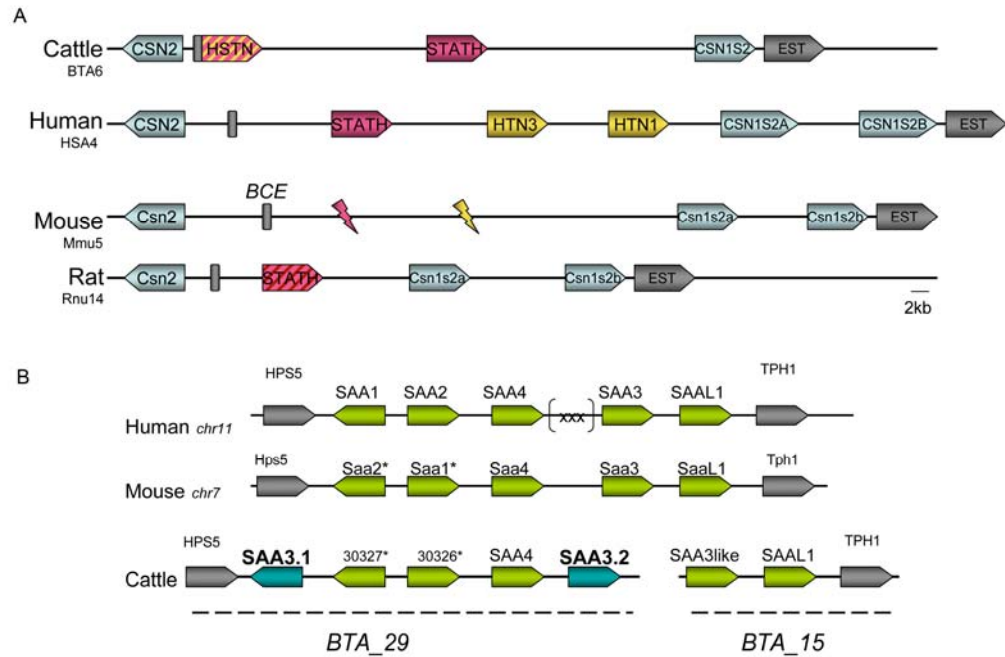 A
Cattle CSN2 HSTN STATH CSN1S2 EST
BTA6
Human CSN2 STATH HTN3 HTN1 CSN1S2A CSN1S2B EST
HSA4
BCE
Mouse Csn2 Csn1s2a Csn1s2b EST
Mmu5
Rat Csn2 STATH Csn1s2a Csn1s2b EST
Rnu14
2kb
B
HPS5 SAA1 SAA2 SAA4 SAA3 SAAL1 TPH1
Human chr11 (xxx)
Hps5 Saa2* Saa1* Saa4 Saa3 SaaL1 Tph1
Mouse chr7
HPS5 SAA3.1 30327* 30326* SAA4 SAA3.2 SAA3like SAAL1 TPH1
Cattle
BTA_29 BTA_15